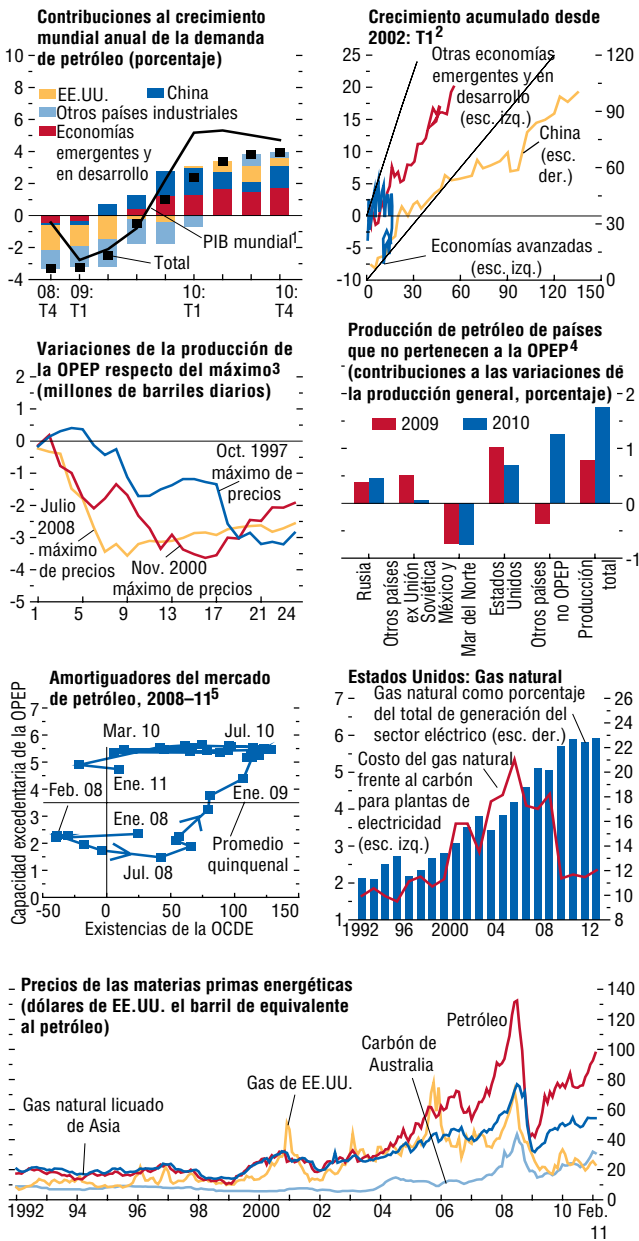 Contribuciones al crecimiento
mundial anual de la demanda
de petróleo (porcentaje)
10
8
6
4
2
0
-2
-4
EE.UU.
China
Otros países industriales
Economías
emergentes y
en desarrollo
PIB mundial¹
Total
08:
T4
09:
T1
10:
T1
10:
T4
Crecimiento acumulado desde
2002: T1²
25
20
15
10
5
0
-5
-10
120
90
60
30
0
Otras economías
emergentes y en
desarrollo
(esc. izq.)
China
(esc.
der.)
Economías avanzadas
(esc. izq.)
0 30 60 90 120 150
Variaciones de la producción de
la OPEP respecto del máximo³
(millones de barriles diarios)
2
1
0
-1
-2
-3
-4
-5
Oct. 1997
máximo de
precios
Julio
2008
máximo
de precios
Nov. 2000
máximo de precios
1 5 9 13 17 21 24
Producción de petróleo de países
que no pertenecen a la OPEP⁴
(contribuciones a las variaciones de
la producción general, porcentaje)
2009
2010
2
1
0
-1
Rusia
Otros países
ex Unión
Soviética
México y
Mar del Norte
Estados
Unidos
Otros países
no OPEP
Producción
total
Amortiguadores del mercado
de petróleo, 2008–11⁵
Capacidad excedentaria de la OPEP
7
6
5
4
3
2
1
0
Mar. 10
Jul. 10
Ene. 11
Feb. 08
Ene. 09
Ene. 08
Promedio
quinquenal
Jul. 08
-50 0 50 100 150
Existencias de la OCDE
Estados Unidos: Gas natural
7
6
5
4
3
2
1
26
24
22
20
18
16
14
12
10
8
Gas natural como porcentaje
del total de generación del
sector eléctrico (esc. der.)
Costo del gas natural
frente al carbón
para plantas de
electricidad
(esc. izq.)
1992 96 2000 04 08 12
Precios de las materias primas energéticas
(dólares de EE.UU. el barril de equivalente
al petróleo)
140
120
100
80
60
40
20
0
Petróleo
Carbón de
Australia
Gas de EE.UU.
Gas natural licuado
de Asia
1992 94 96 98 2000 02 04 06 08 10 Feb.
11